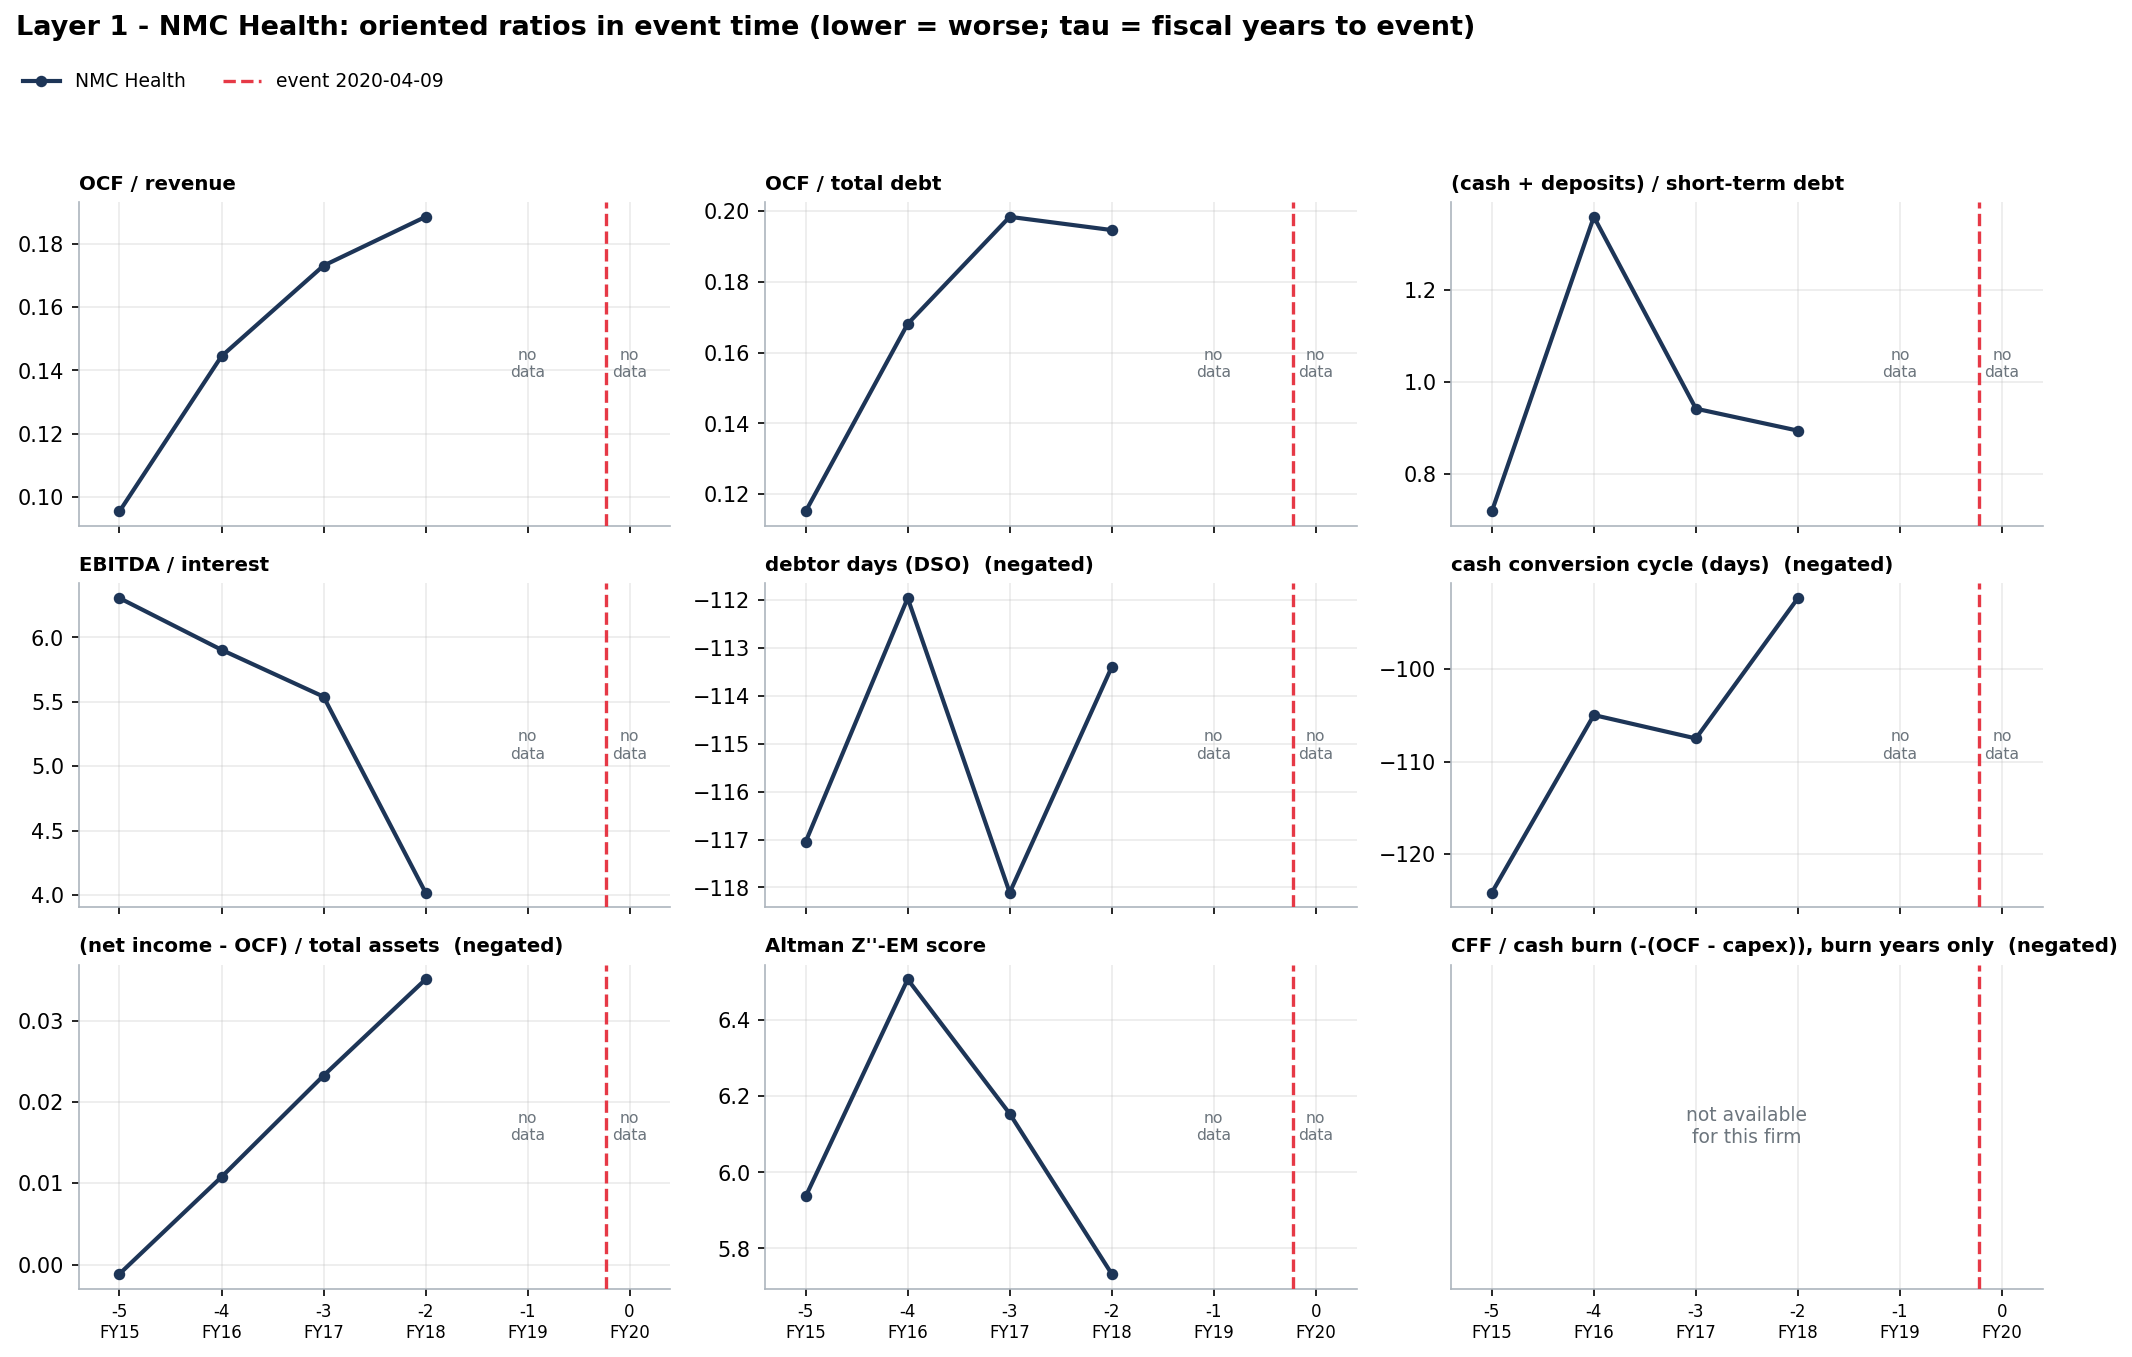 Layer 1 - NMC Health: oriented ratios in event time (lower = worse; tau = fiscal years to event)
NMC Health
event 2020-04-09
OCF / revenue
0.18
0.16
0.14
0.12
0.10
no
data
no
data
OCF / total debt
0.20
0.18
0.16
0.14
0.12
no
data
no
data
(cash + deposits) / short-term debt
1.2
1.0
0.8
no
data
no
data
EBITDA / interest
6.0
5.5
5.0
4.5
4.0
no
data
no
data
debtor days (DSO)  (negated)
−112
−113
−114
−115
−116
−117
−118
no
data
no
data
cash conversion cycle (days)  (negated)
−100
−110
−120
no
data
no
data
(net income - OCF) / total assets  (negated)
0.03
0.02
0.01
0.00
no
data
no
data
-5 -4 -3 -2 -1 0
FY15 FY16 FY17 FY18 FY19 FY20
Altman Z''-EM score
6.4
6.2
6.0
5.8
no
data
no
data
-5 -4 -3 -2 -1 0
FY15 FY16 FY17 FY18 FY19 FY20
CFF / cash burn (-(OCF - capex)), burn years only  (negated)
not available
for this firm
-5 -4 -3 -2 -1 0
FY15 FY16 FY17 FY18 FY19 FY20